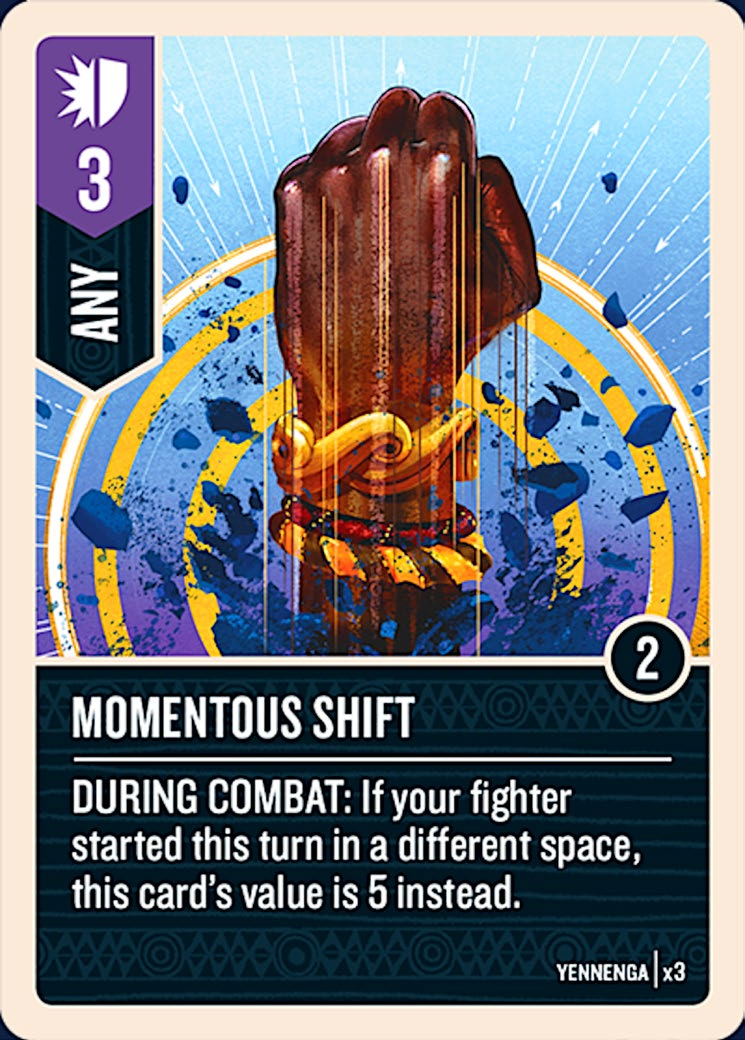 3
ANY
2
MOMENTOUS SHIFT
DURING COMBAT: If your fighter
started this turn in a different space,
this card's value is 5 instead.
YENNENGA | x3